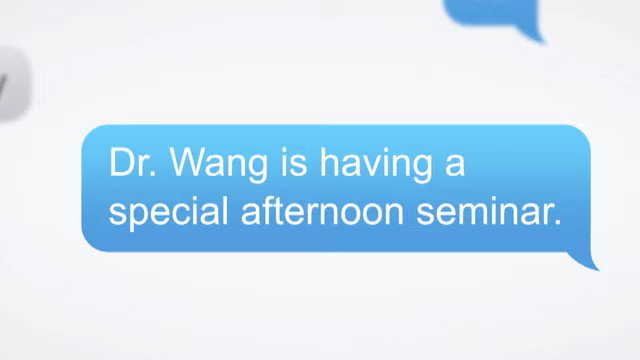 Dr. Wang is having a
special afternoon seminar.